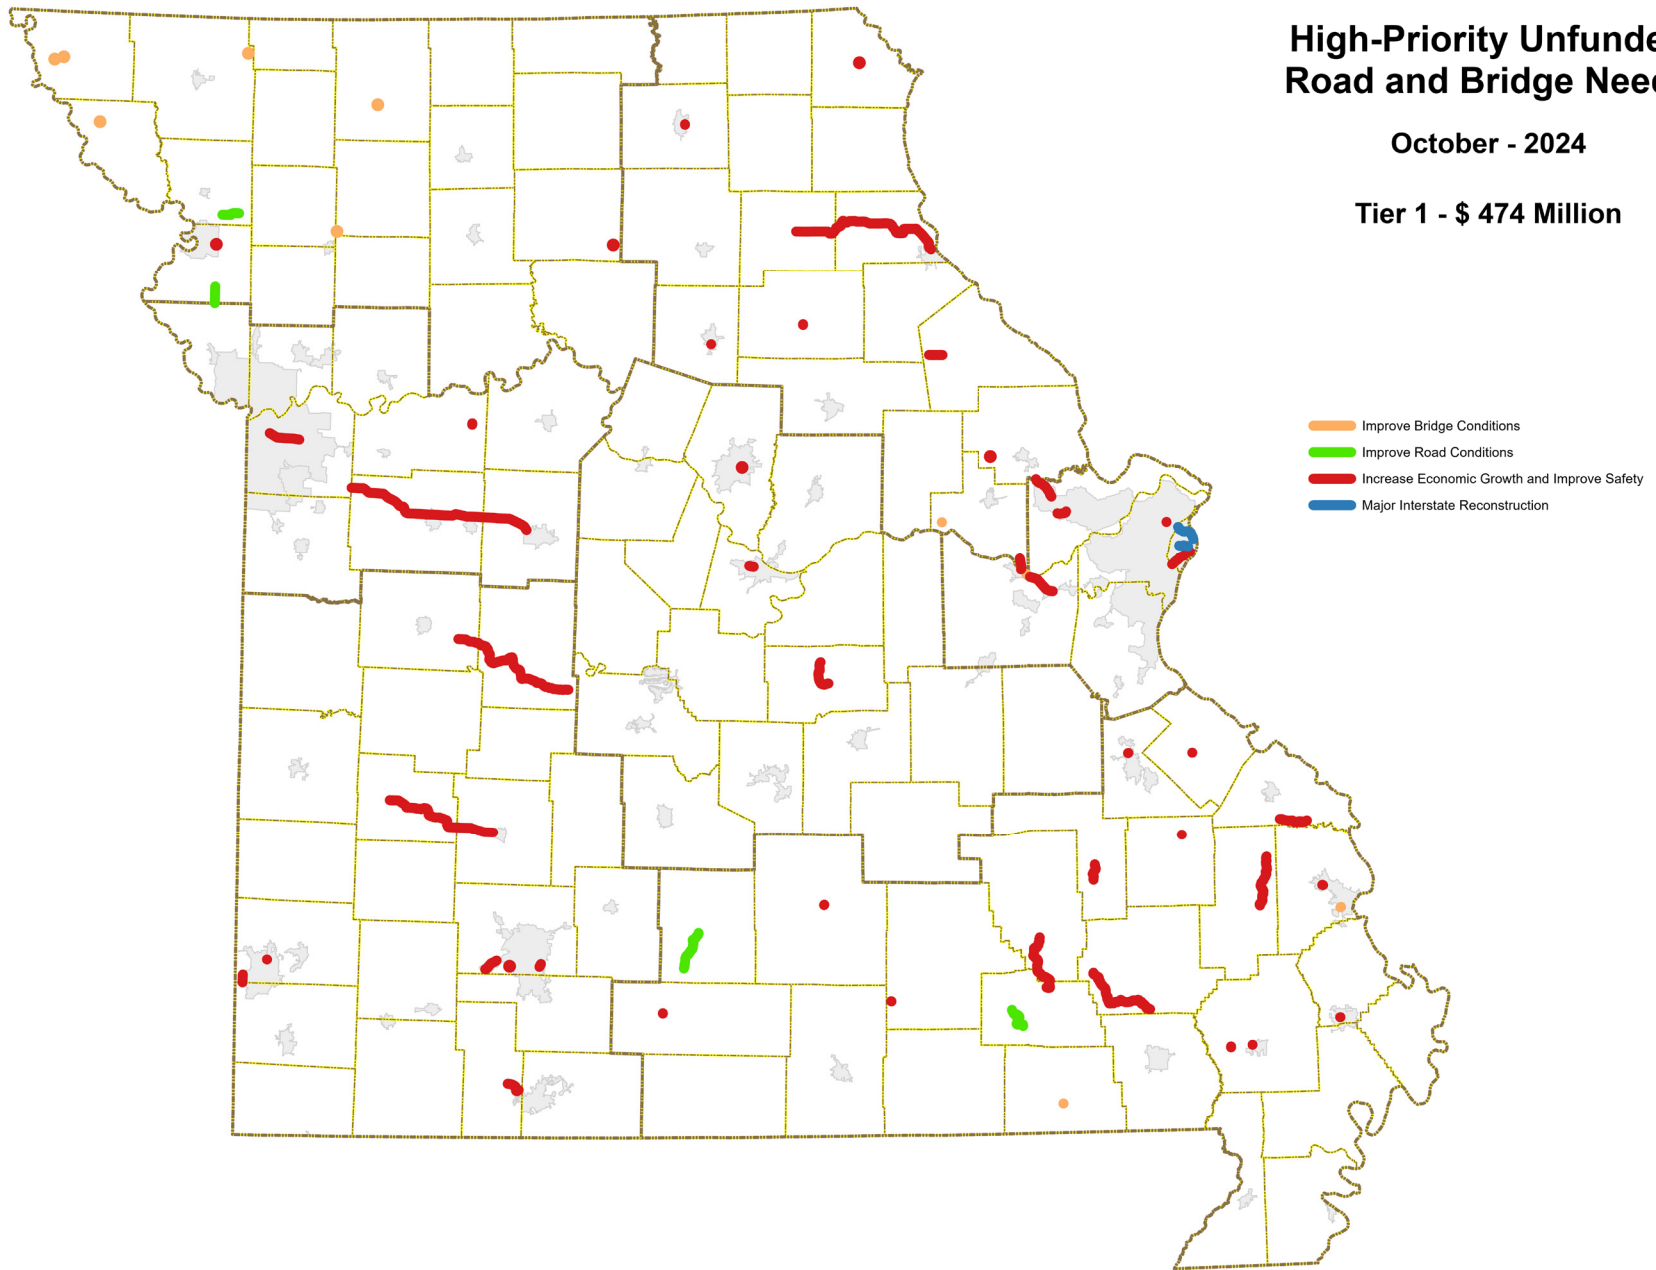 High-Priority Unfunde
Road and Bridge Nee
October - 2024
Tier 1 - $ 474 Million
Improve Bridge Conditions
Improve Road Conditions
Increase Economic Growth and Improve Safety
Major Interstate Reconstruction